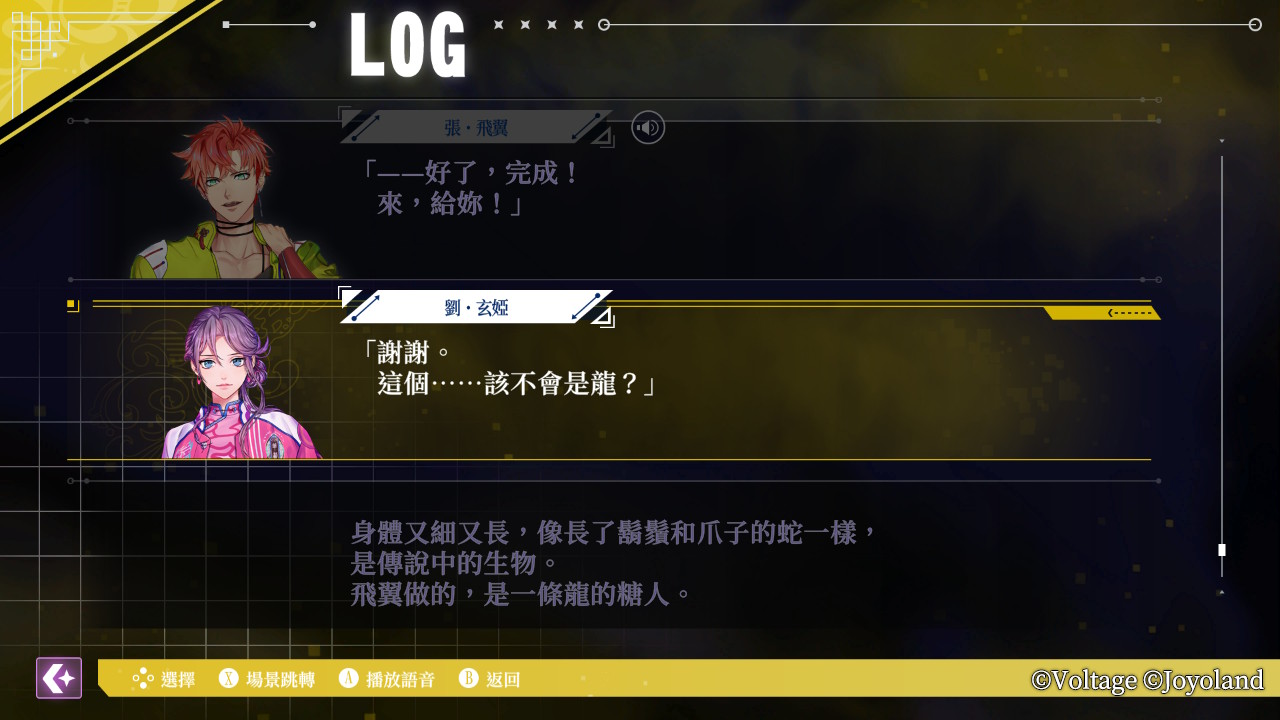 LOG
張・飛翼
「——好了，完成！
來，給妳！」
劉・玄婭
「謝謝。
這個……該不會是龍？」
身體又細又長，像長了鬍鬚和爪子的蛇一樣，
是傳說中的生物。
飛翼做的，是一條龍的糖人。
選擇 X 場景跳轉 A 播放語音 B 返回
©Voltage ©Joyoland